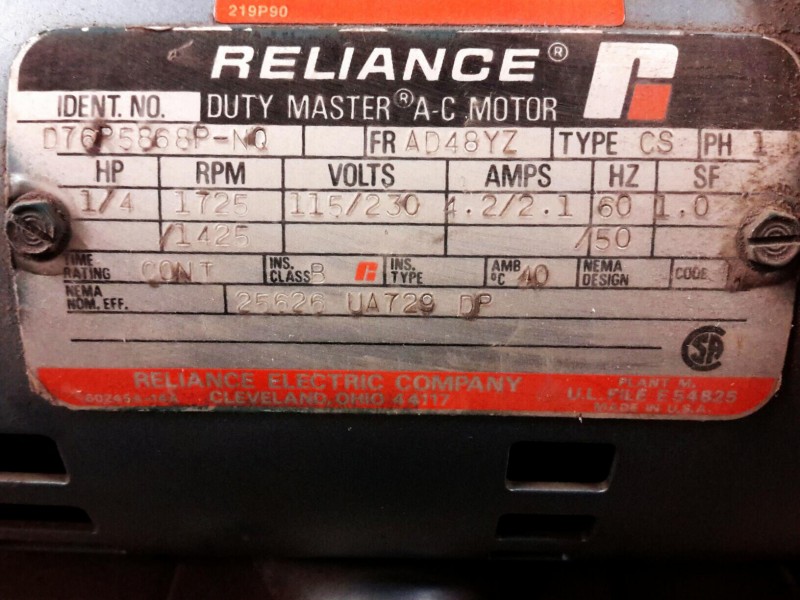 219P90
RELIANCE®
IDENT. NO. DUTY MASTER® A-C MOTOR
D76P5868P-NQ FR AD48YZ TYPE CS PH 1
HP RPM VOLTS AMPS HZ SF
1/4 1725 115/230 4.2/2.1 60 1.0
/1425 /50
TIME RATING CONT INS. CLASS B INS. TYPE AMB °C 40 NEMA DESIGN CODE
NEMA NOM. EFF. 25626 UA729 DP
RELIANCE ELECTRIC COMPANY
CLEVELAND, OHIO 44117
PLANT M.
U.L. FILE E54825
MADE IN U.S.A.